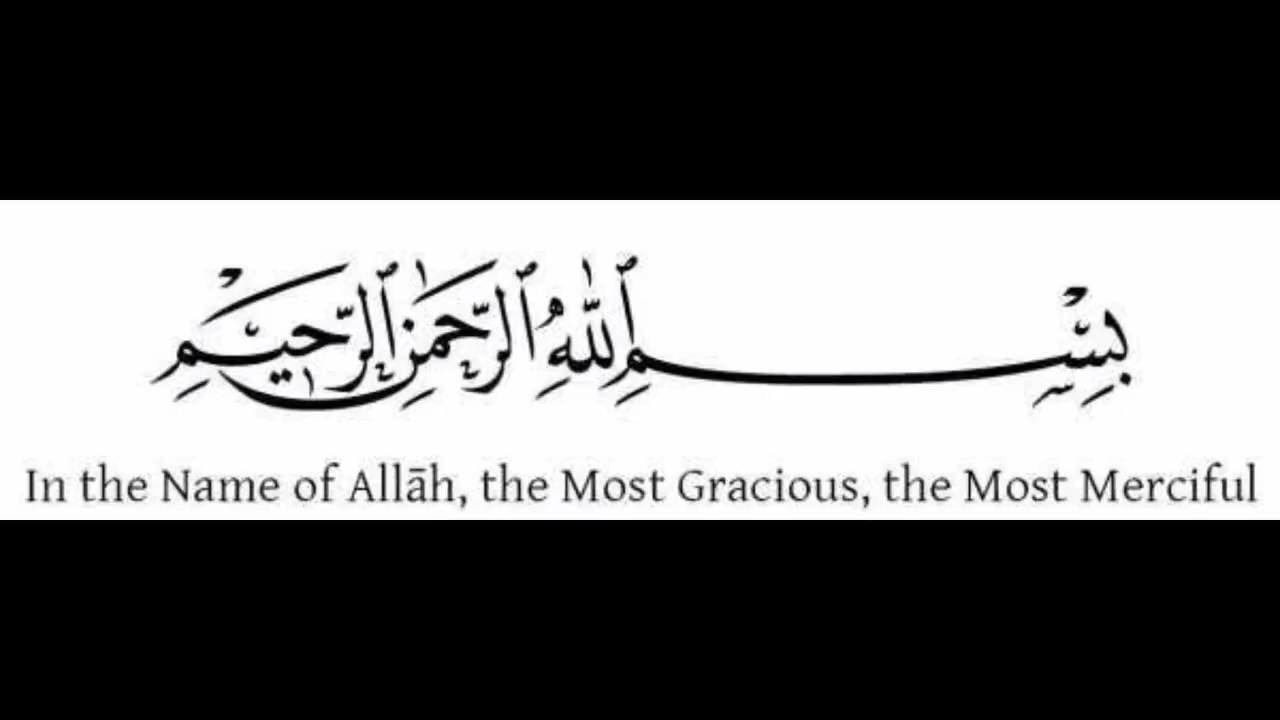 بِسْمِ ٱللَّهِ ٱلرَّحْمَٰنِ ٱلرَّحِيمِ
In the Name of Allāh, the Most Gracious, the Most Merciful